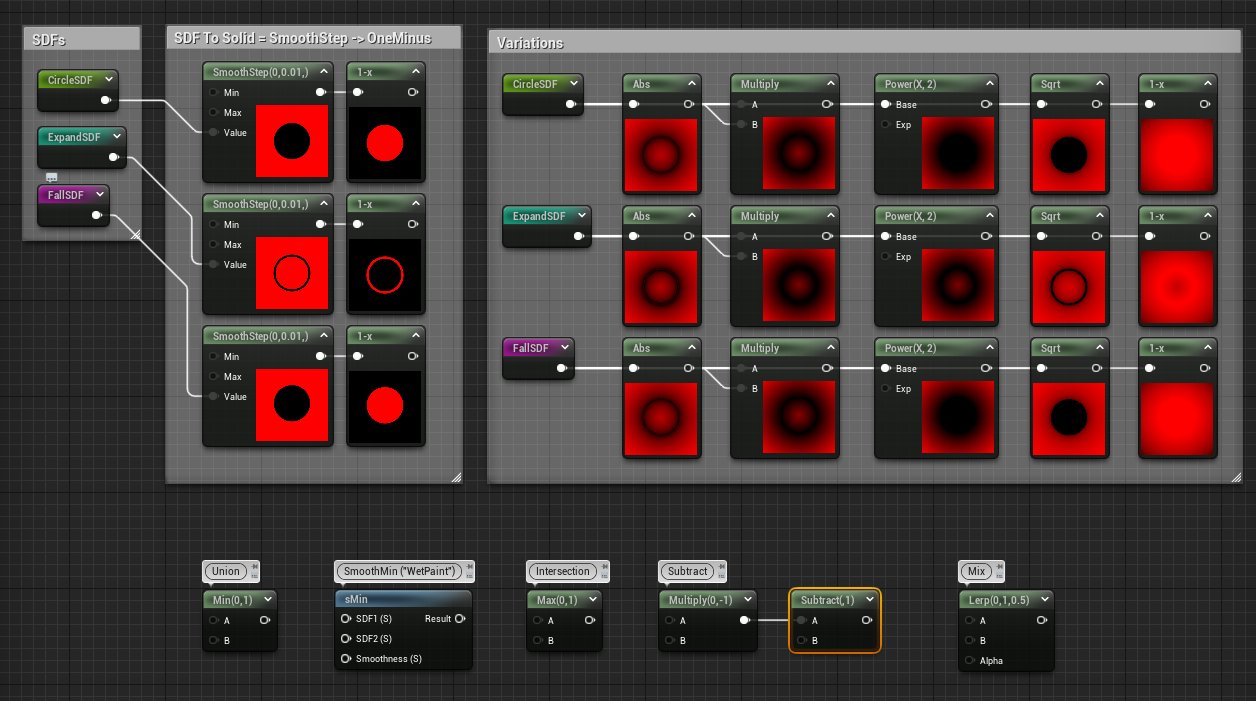 SDFs
CircleSDF
ExpandSDF
FallSDF
SDF To Solid = SmoothStep -> OneMinus
SmoothStep(0,0.01,)
Min
Max
Value
1-x
SmoothStep(0,0.01,)
Min
Max
Value
1-x
SmoothStep(0,0.01,)
Min
Max
Value
1-x
Variations
CircleSDF
Abs
Multiply
A
B
Power(X, 2)
Base
Exp
Sqrt
1-x
ExpandSDF
Abs
Multiply
A
B
Power(X, 2)
Base
Exp
Sqrt
1-x
FallSDF
Abs
Multiply
A
B
Power(X, 2)
Base
Exp
Sqrt
1-x
Union
Min(0,1)
A
B
SmoothMin ("WetPaint")
sMin
SDF1 (S) Result
SDF2 (S)
Smoothness (S)
Intersection
Max(0,1)
A
B
Subtract
Multiply(0,-1)
A
B
Subtract(,1)
A
B
Mix
Lerp(0,1,0.5)
A
B
Alpha